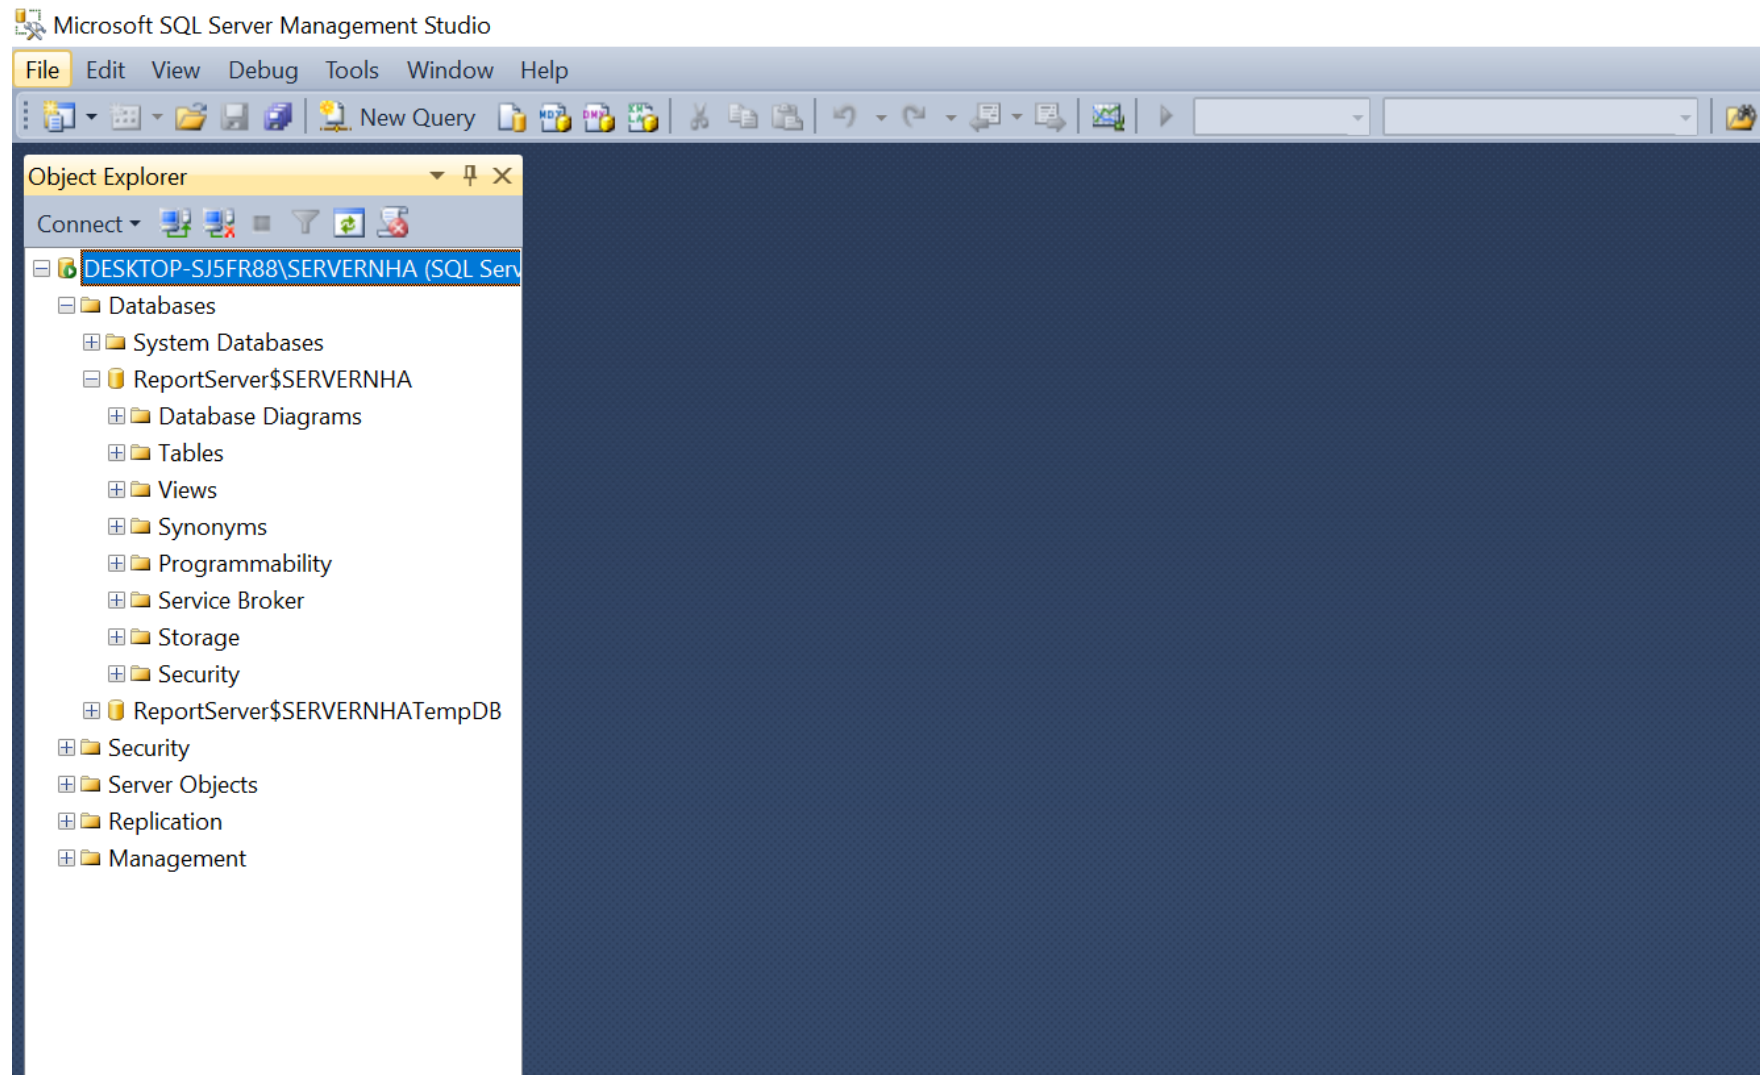 Microsoft SQL Server Management Studio
File Edit View Debug Tools Window Help
New Query
Object Explorer
Connect
DESKTOP-SJ5FR88\SERVERNHA (SQL Serv
Databases
System Databases
ReportServer$SERVERNHA
Database Diagrams
Tables
Views
Synonyms
Programmability
Service Broker
Storage
Security
ReportServer$SERVERNHATempDB
Security
Server Objects
Replication
Management